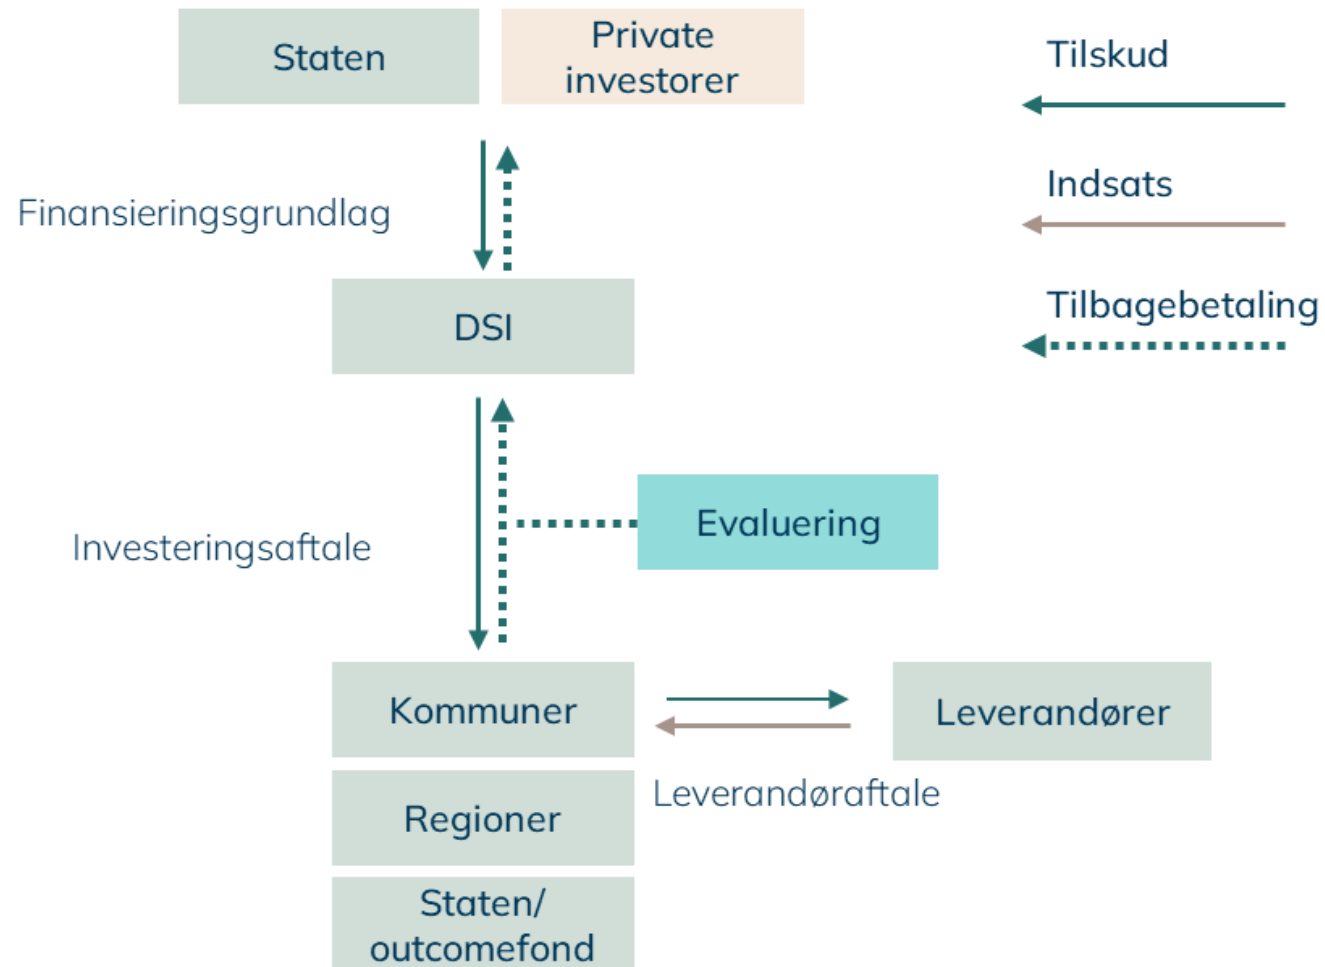 Staten
Private
investorer
Tilskud
Indsats
Finansieringsgrundlag
Tilbagebetaling
DSI
Evaluering
Investeringsaftale
Kommuner
Leverandører
Leverandøraftale
Regioner
Staten/
outcomefond